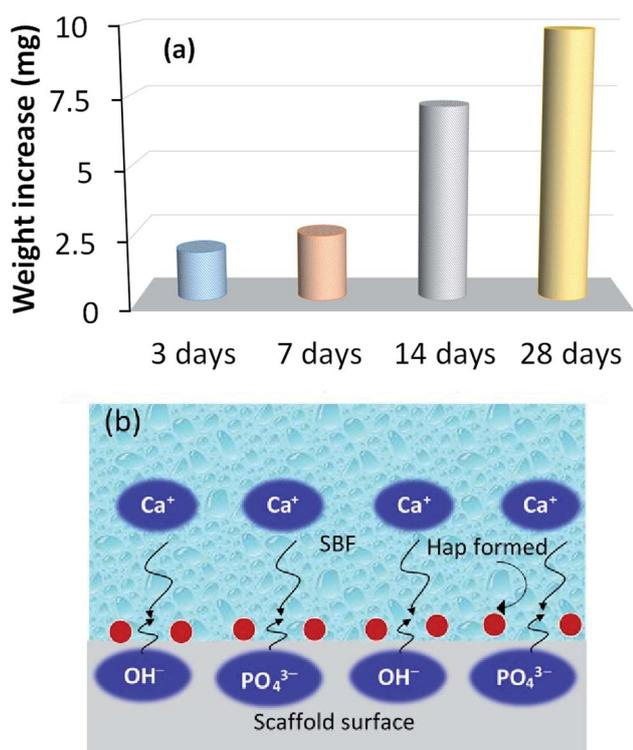 (a)
Weight increase (mg)
10
7.5
5
2.5
0
3 days 7 days 14 days 28 days
(b)
Ca⁺ Ca⁺ Ca⁺ Ca⁺
SBF
Hap formed
OH⁻ PO₄³⁻ OH⁻ PO₄³⁻
Scaffold surface